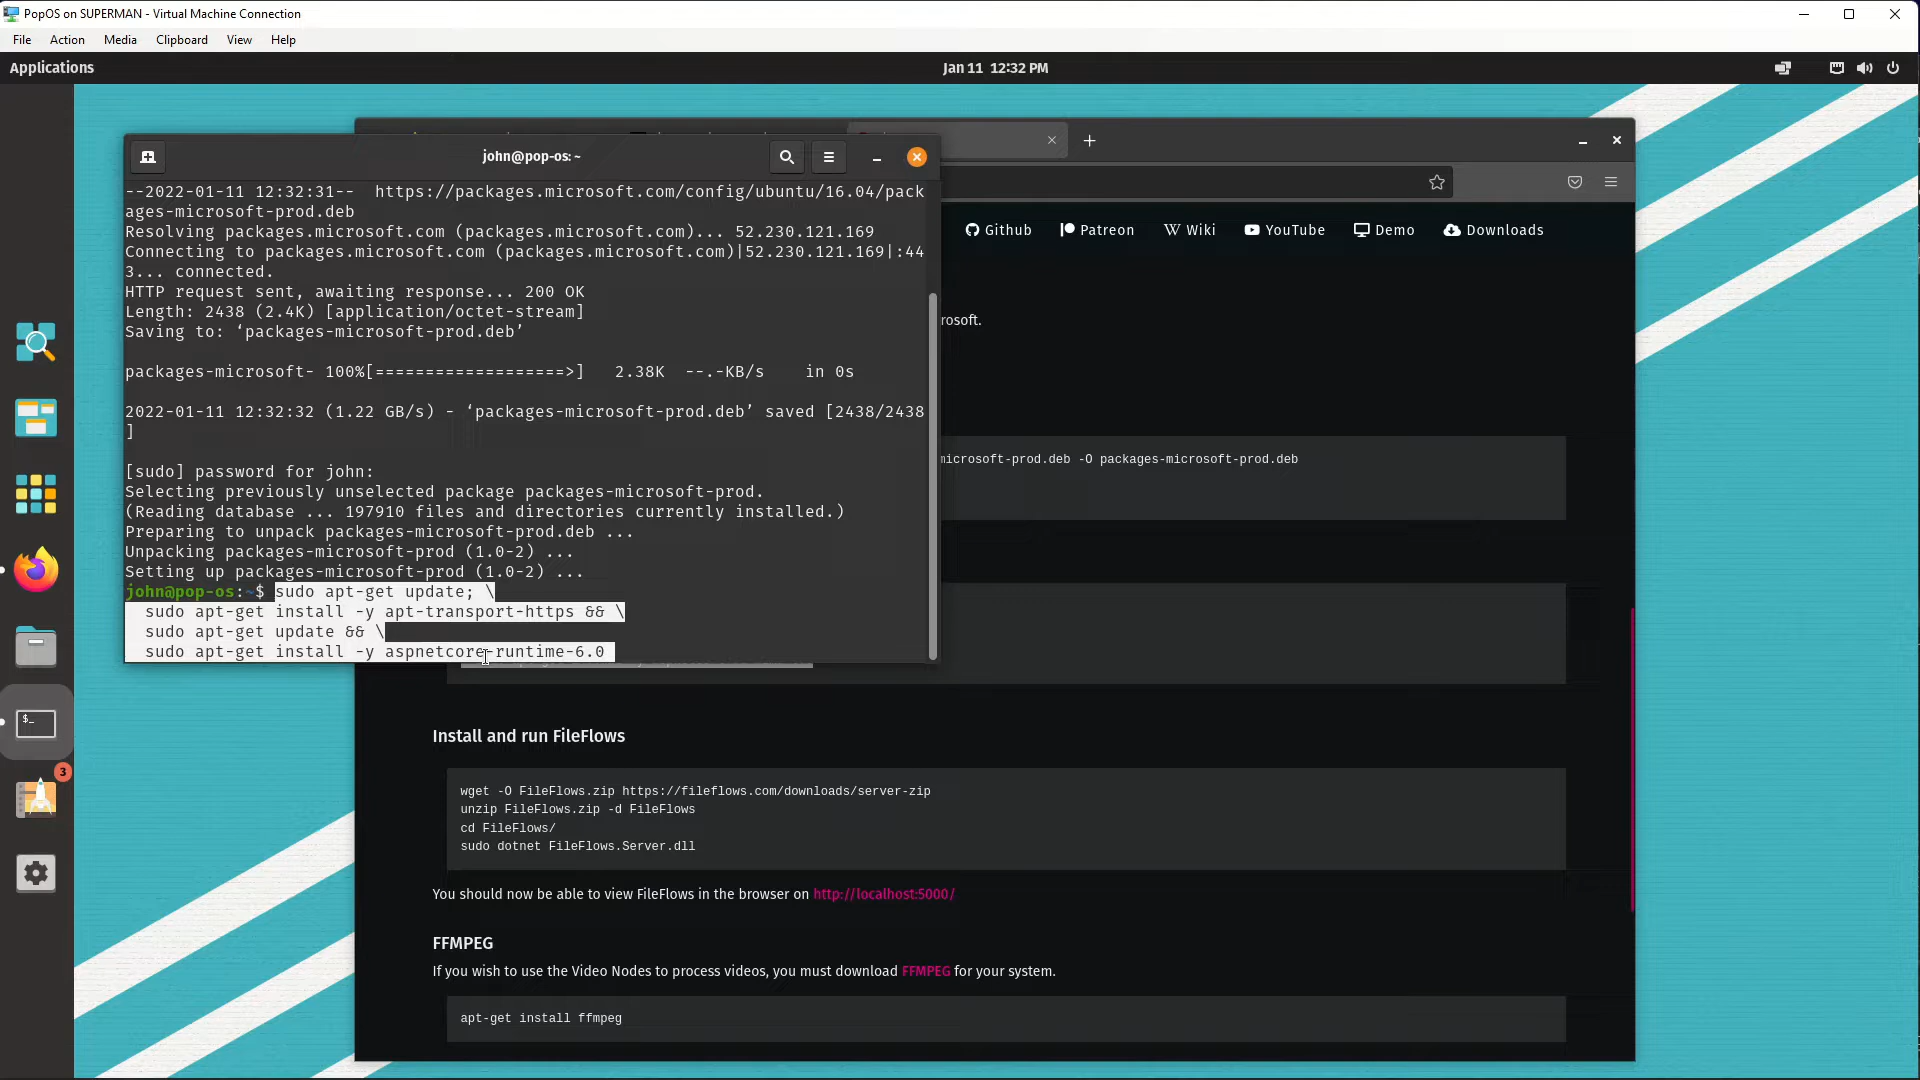 PopOS on SUPERMAN - Virtual Machine Connection
File Action Media Clipboard View Help
Applications
Jan 11 12:32 PM
john@pop-os: ~
--2022-01-11 12:32:31-- https://packages.microsoft.com/config/ubuntu/16.04/pack
ages-microsoft-prod.deb
Resolving packages.microsoft.com (packages.microsoft.com)... 52.230.121.169
Connecting to packages.microsoft.com (packages.microsoft.com)|52.230.121.169|:44
3... connected.
HTTP request sent, awaiting response... 200 OK
Length: 2438 (2.4K) [application/octet-stream]
Saving to: ‘packages-microsoft-prod.deb’
packages-microsoft- 100%[===================>] 2.38K --.-KB/s in 0s
2022-01-11 12:32:32 (1.22 GB/s) - ‘packages-microsoft-prod.deb’ saved [2438/2438
]
[sudo] password for john:
Selecting previously unselected package packages-microsoft-prod.
(Reading database ... 197910 files and directories currently installed.)
Preparing to unpack packages-microsoft-prod.deb ...
Unpacking packages-microsoft-prod (1.0-2) ...
Setting up packages-microsoft-prod (1.0-2) ...
john@pop-os:~$ sudo apt-get update; \
sudo apt-get install -y apt-transport-https && \
sudo apt-get update && \
sudo apt-get install -y aspnetcore-runtime-6.0
Github Patreon Wiki YouTube Demo Downloads
rosoft.
microsoft-prod.deb -O packages-microsoft-prod.deb
Install and run FileFlows
wget -O FileFlows.zip https://fileflows.com/downloads/server-zip
unzip FileFlows.zip -d FileFlows
cd FileFlows/
sudo dotnet FileFlows.Server.dll
You should now be able to view FileFlows in the browser on http://localhost:5000/
FFMPEG
If you wish to use the Video Nodes to process videos, you must download FFMPEG for your system.
apt-get install ffmpeg
3